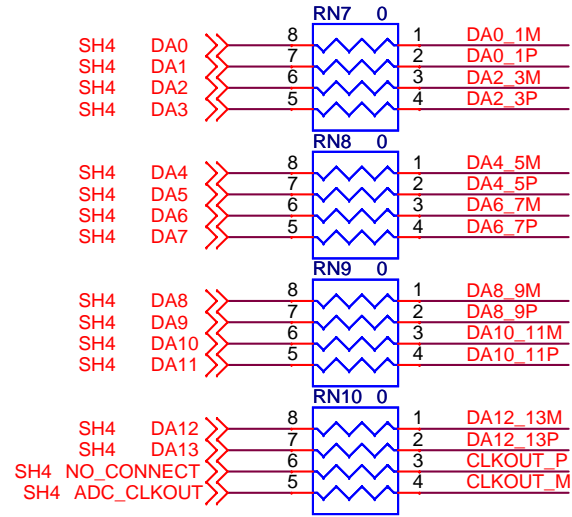 RN7 0
SH4 DA0 8 1 DA0_1M
SH4 DA1 7 2 DA0_1P
SH4 DA2 6 3 DA2_3M
SH4 DA3 5 4 DA2_3P
RN8 0
SH4 DA4 8 1 DA4_5M
SH4 DA5 7 2 DA4_5P
SH4 DA6 6 3 DA6_7M
SH4 DA7 5 4 DA6_7P
RN9 0
SH4 DA8 8 1 DA8_9M
SH4 DA9 7 2 DA8_9P
SH4 DA10 6 3 DA10_11M
SH4 DA11 5 4 DA10_11P
RN10 0
SH4 DA12 8 1 DA12_13M
SH4 DA13 7 2 DA12_13P
SH4 NO_CONNECT 6 3 CLKOUT_P
SH4 ADC_CLKOUT 5 4 CLKOUT_M